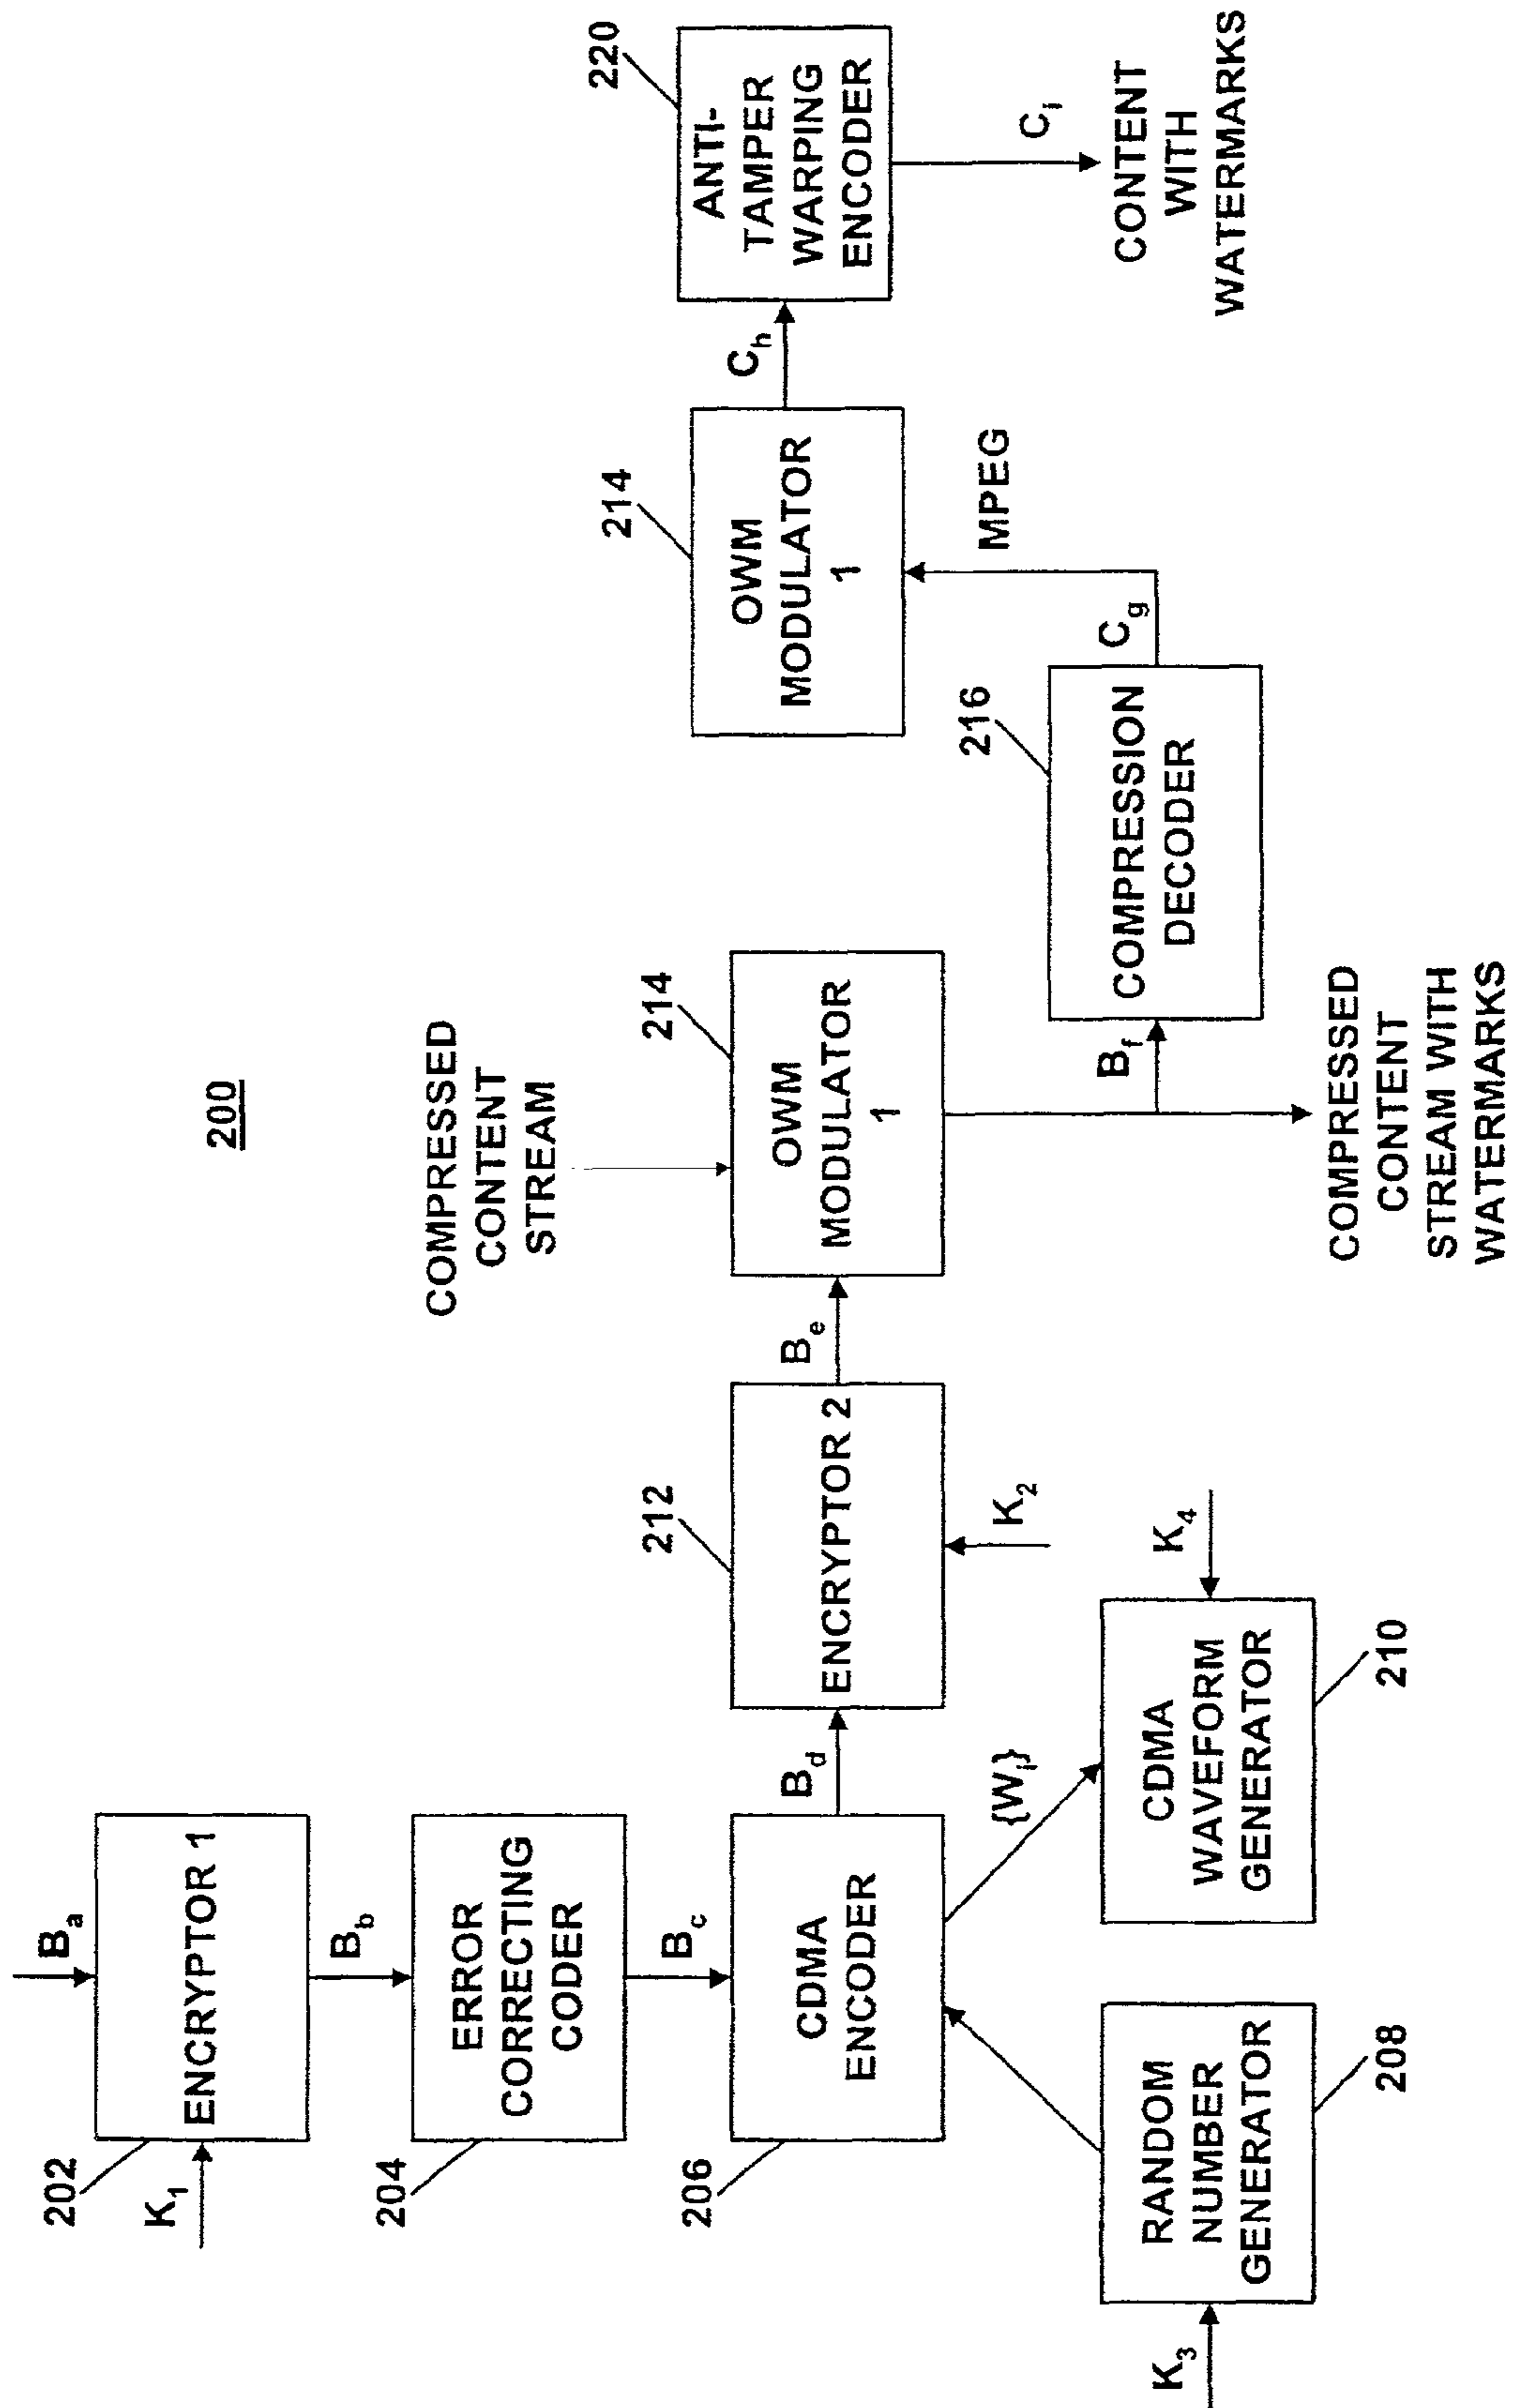 200
B_a
202
K_1
ENCRYPTOR 1
B_b
204
ERROR
CORRECTING
CODER
B_c
206
CDMA
ENCODER
K_3
RANDOM
NUMBER
GENERATOR
208
{W_i}
CDMA
WAVEFORM
GENERATOR
210
K_4
B_d
212
ENCRYPTOR 2
K_2
B_e
COMPRESSED
CONTENT
STREAM
214
OWM
MODULATOR
1
B_f
COMPRESSED
CONTENT
STREAM WITH
WATERMARKS
216
COMPRESSION
DECODER
C_g
MPEG
214
OWM
MODULATOR
1
C_h
220
ANTI-
TAMPER
WARPING
ENCODER
C_i
CONTENT
WITH
WATERMARKS